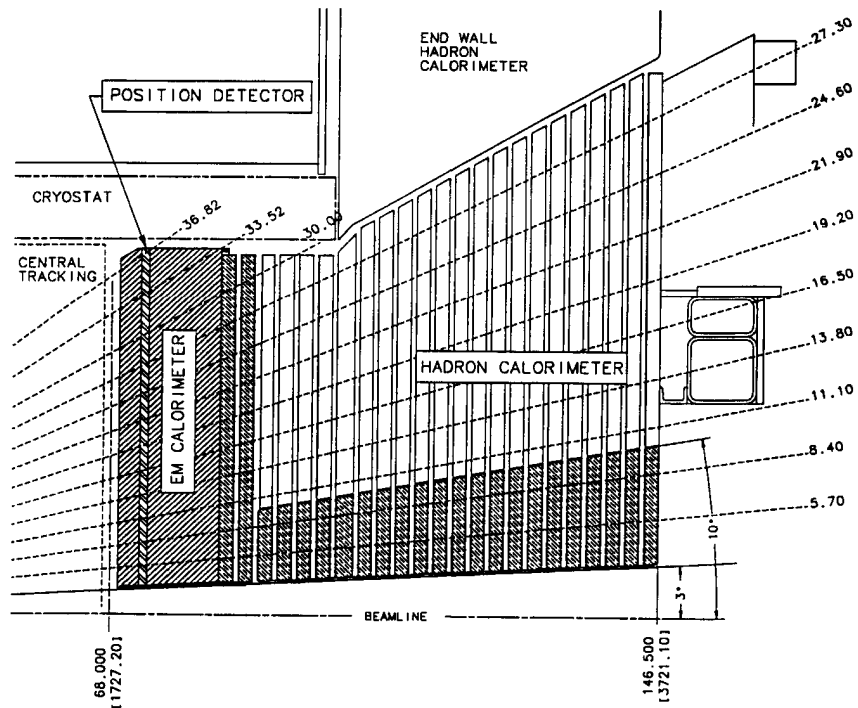 END WALL
HADRON
CALORIMETER
27.30
24.60
POSITION DETECTOR
21.90
CRYOSTAT
36.82
33.52
30.00
19.20
CENTRAL
TRACKING
16.50
EM CALORIMETER
HADRON CALORIMETER
13.80
11.10
8.40
5.70
10°
3°
BEAMLINE
68.000
[1727.20]
146.500
[3721.10]